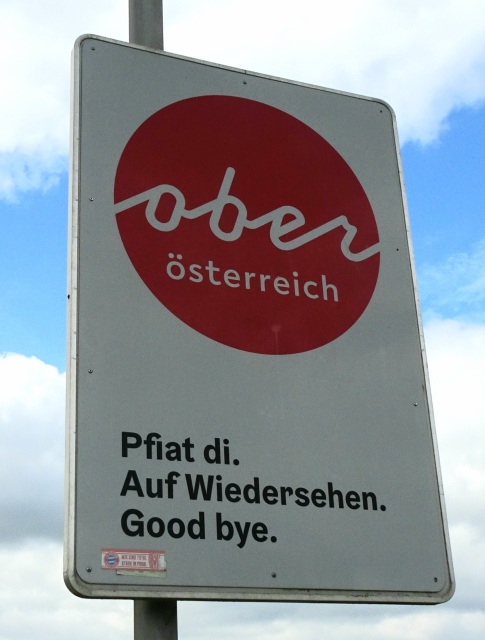 ober
österreich
Pfiat di.
Auf Wiedersehen.
Good bye.